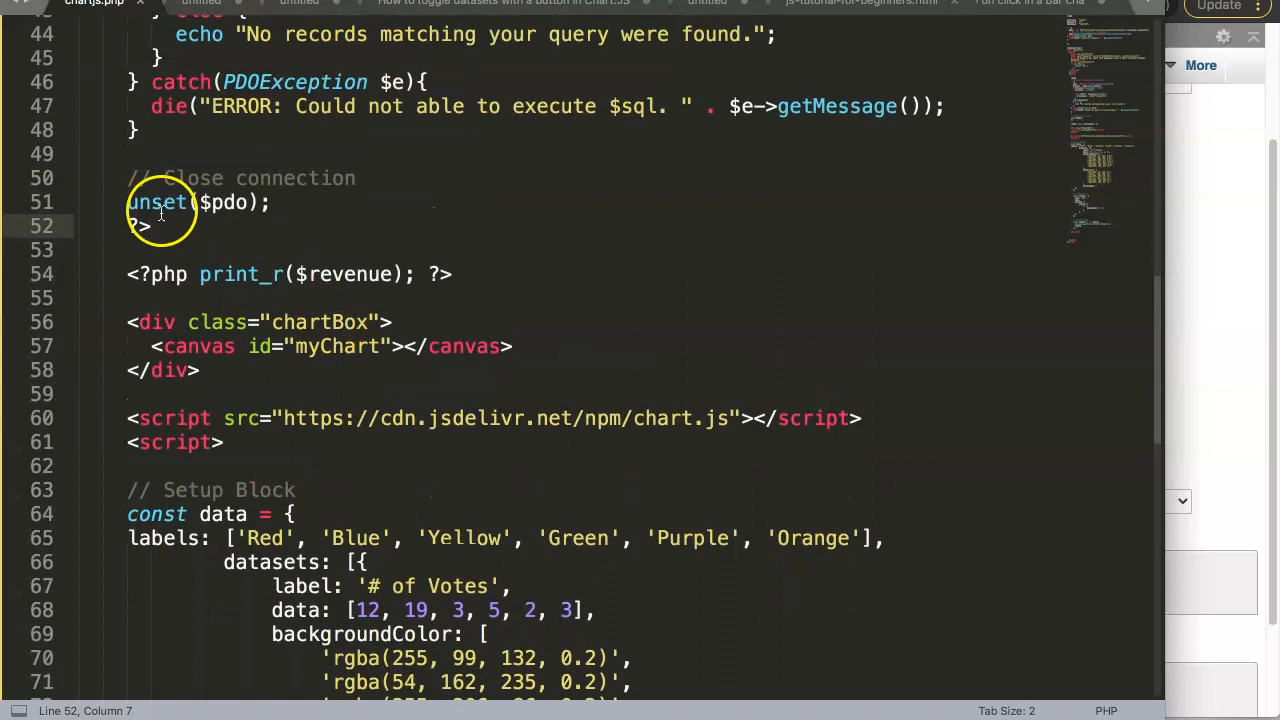 chartjs.php untitled untitled How to toggle datasets with a button in Chart.JS untitled js-tutorial-for-beginners.html on click in a bar cha Update
44 echo "No records matching your query were found.";
45 }
46 } catch(PDOException $e){
47 die("ERROR: Could not able to execute $sql. " . $e->getMessage());
48 }
49
50 // Close connection
51 unset($pdo);
52 ?>
53
54 <?php print_r($revenue); ?>
55
56 <div class="chartBox">
57 <canvas id="myChart"></canvas>
58 </div>
59
60 <script src="https://cdn.jsdelivr.net/npm/chart.js"></script>
61 <script>
62
63 // Setup Block
64 const data = {
65 labels: ['Red', 'Blue', 'Yellow', 'Green', 'Purple', 'Orange'],
66 datasets: [{
67 label: '# of Votes',
68 data: [12, 19, 3, 5, 2, 3],
69 backgroundColor: [
70 'rgba(255, 99, 132, 0.2)',
71 'rgba(54, 162, 235, 0.2)',
More
Line 52, Column 7 Tab Size: 2 PHP